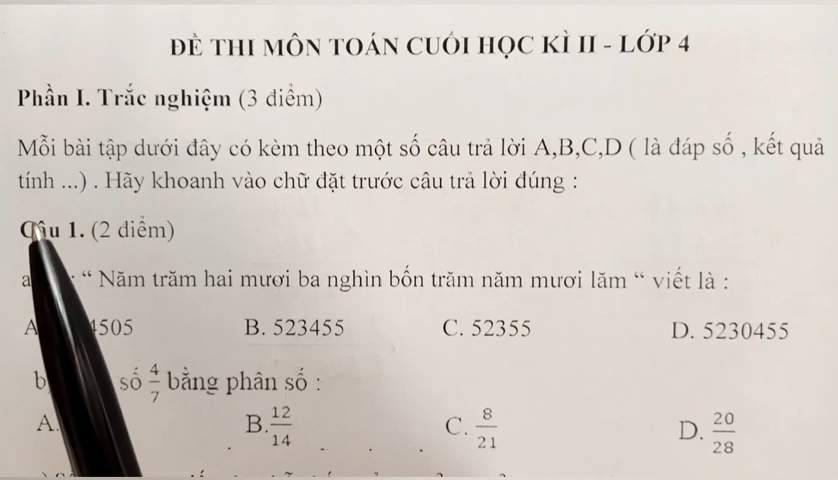 ĐỀ THI MÔN TOÁN CUỐI HỌC KÌ II - LỚP 4
Phần I. Trắc nghiệm (3 điểm)
Mỗi bài tập dưới đây có kèm theo một số câu trả lời A,B,C,D ( là đáp số , kết quả
tính ...) . Hãy khoanh vào chữ đặt trước câu trả lời đúng :
Câu 1. (2 điểm)
a : “ Năm trăm hai mươi ba nghìn bốn trăm năm mươi lăm “ viết là :
A B. 523455 C. 52355 D. 5230455
b số 4/7 bằng phân số :
A. B. 12/14 C. 8/21 D. 20/28